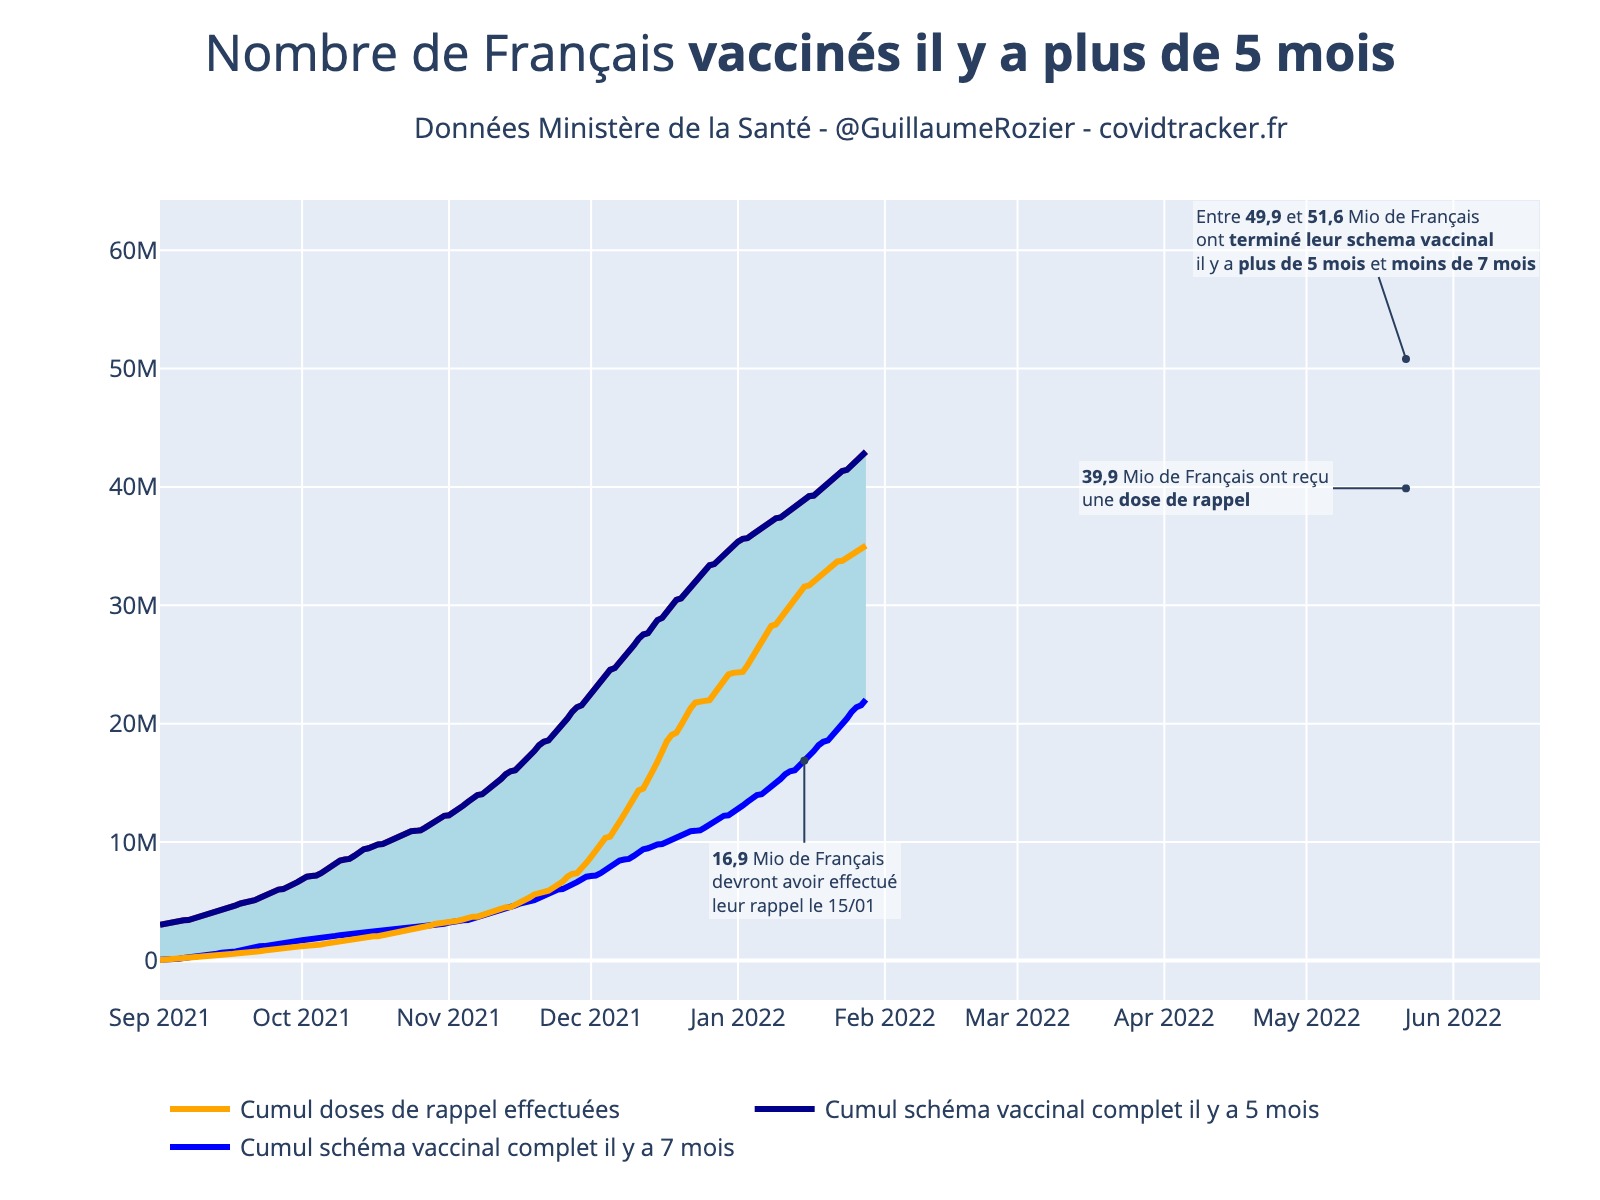 Nombre de Français vaccinés il y a plus de 5 mois
Données Ministère de la Santé - @GuillaumeRozier - covidtracker.fr
Entre 49,9 et 51,6 Mio de Français
ont terminé leur schema vaccinal
il y a plus de 5 mois et moins de 7 mois
60M
50M
39,9 Mio de Français ont reçu
une dose de rappel
40M
30M
20M
10M
16,9 Mio de Français
devront avoir effectué
leur rappel le 15/01
0
Sep 2021 Oct 2021 Nov 2021 Dec 2021 Jan 2022 Feb 2022 Mar 2022 Apr 2022 May 2022 Jun 2022
Cumul doses de rappel effectuées Cumul schéma vaccinal complet il y a 5 mois
Cumul schéma vaccinal complet il y a 7 mois